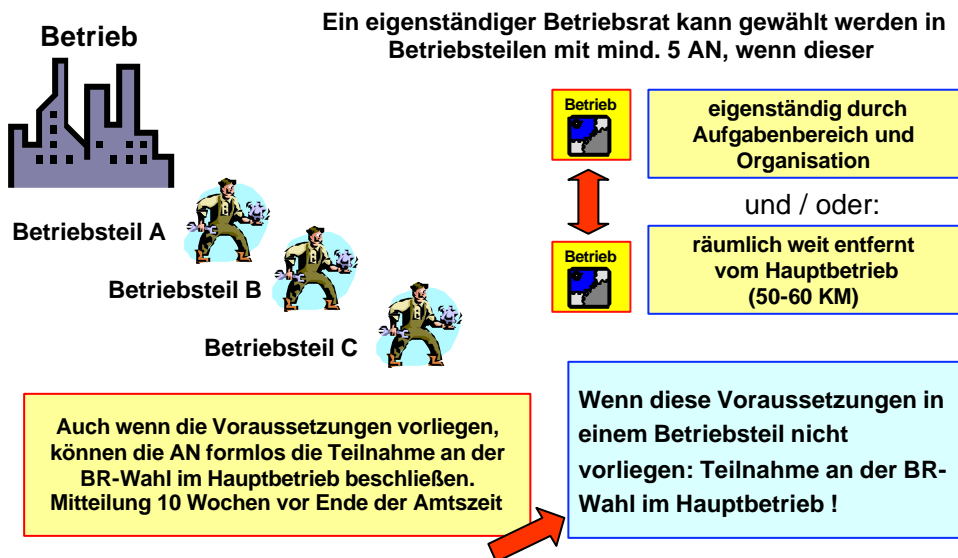 Betrieb
Ein eigenständiger Betriebsrat kann gewählt werden in
Betriebsteilen mit mind. 5 AN, wenn dieser
Betrieb
eigenständig durch
Aufgabenbereich und
Organisation
und / oder:
Betrieb
räumlich weit entfernt
vom Hauptbetrieb
(50-60 KM)
Betriebsteil A
Betriebsteil B
Betriebsteil C
Auch wenn die Voraussetzungen vorliegen,
können die AN formlos die Teilnahme an der
BR-Wahl im Hauptbetrieb beschließen.
Mitteilung 10 Wochen vor Ende der Amtszeit
Wenn diese Voraussetzungen in
einem Betriebsteil nicht
vorliegen: Teilnahme an der BR-
Wahl im Hauptbetrieb !